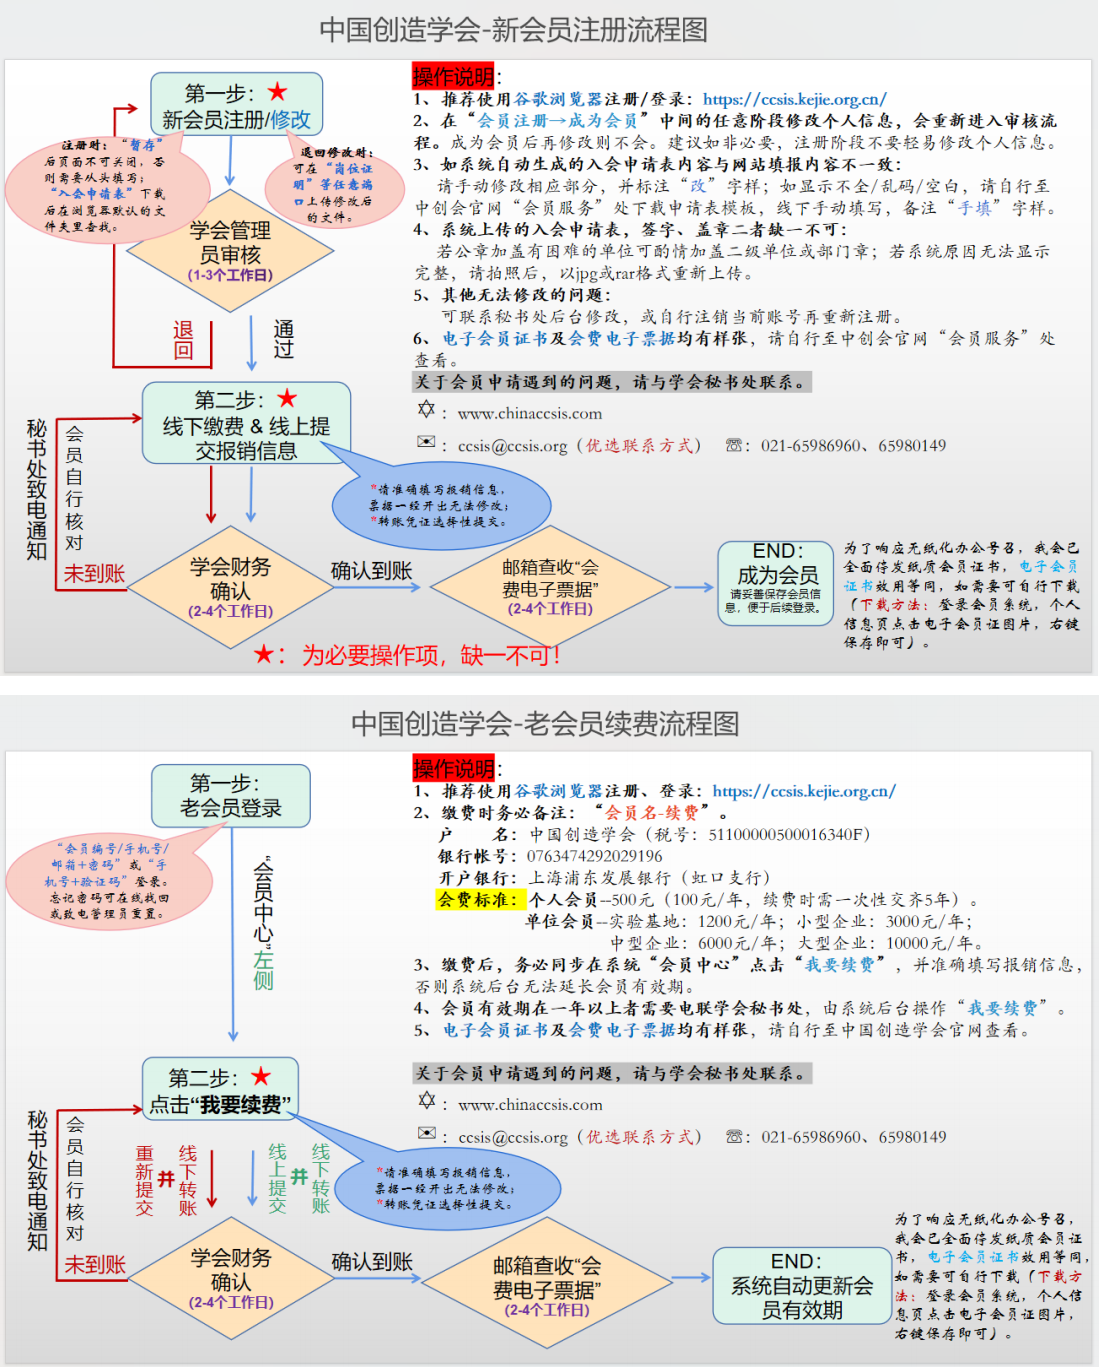 中国创造学会-新会员注册流程图
第一步：★
新会员注册/修改
注册时：“暂存”
后页面不可关闭，否
则需要从头填写；
“入会申请表”下载
后在浏览器默认的文
件夹里查找。
退回修改时：
可在“岗位证
明”等任意端
口上传修改后
的文件。
学会管理
员审核
(1-3个工作日)
退回
通过
第二步：★
线下缴费 & 线上提
交报销信息
*请准确填写报销信息，
票据一经开出无法修改；
*转账凭证选择性提交。
秘书处致电通知
会员自行核对
未到账
学会财务
确认
(2-4个工作日)
确认到账
邮箱查收“会
费电子票据”
(2-4个工作日)
END：
成为会员
请妥善保存会员信
息，便于后续登录。
★：为必要操作项，缺一不可！
操作说明：
1、推荐使用谷歌浏览器注册/登录：https://ccsis.kejie.org.cn/
2、在“会员注册→成为会员”中间的任意阶段修改个人信息，会重新进入审核流
程。成为会员后再修改则不会。建议如非必要，注册阶段不要轻易修改个人信息。
3、如系统自动生成的入会申请表内容与网站填报内容不一致：
请手动修改相应部分，并标注“改”字样；如显示不全/乱码/空白，请自行至
中创会官网“会员服务”处下载申请表模板，线下手动填写，备注“手填”字样。
4、系统上传的入会申请表，签字、盖章二者缺一不可：
若公章加盖有困难的单位可酌情加盖二级单位或部门章；若系统原因无法显示
完整，请拍照后，以jpg或rar格式重新上传。
5、其他无法修改的问题：
可联系秘书处后台修改，或自行注销当前账号再重新注册。
6、电子会员证书及会费电子票据均有样张，请自行至中创会官网“会员服务”处
查看。
关于会员申请遇到的问题，请与学会秘书处联系。
✡：www.chinaccsis.com
✉：ccsis@ccsis.org（优选联系方式） ☏：021-65986960、65980149
为了响应无纸化办公号召，我会已
全面停发纸质会员证书，电子会员
证书效用等同，如需要可自行下载
（下载方法：登录会员系统，个人
信息页点击电子会员证图片，右键
保存即可）。
中国创造学会-老会员续费流程图
第一步：
老会员登录
“会员编号/手机号/
邮箱+密码”或“手
机号+验证码”登录。
忘记密码可在线找回
或致电管理员重置。
“会员中心”左侧
第二步：★
点击“我要续费”
*请准确填写报销信息，
票据一经开出无法修改；
*转账凭证选择性提交。
秘书处致电通知
会员自行核对
重新提交
并
线下转账
线上提交
并
线下转账
未到账
学会财务
确认
(2-4个工作日)
确认到账
邮箱查收“会
费电子票据”
(2-4个工作日)
END：
系统自动更新会
员有效期
操作说明：
1、推荐使用谷歌浏览器注册、登录：https://ccsis.kejie.org.cn/
2、缴费时务必备注：“会员名-续费”。
户　　名：中国创造学会（税号：51100000500016340F）
银行帐号：0763474292029196
开户银行：上海浦东发展银行（虹口支行）
会费标准：个人会员--500元（100元/年，续费时需一次性交齐5年）。
单位会员--实验基地：1200元/年；小型企业：3000元/年；
中型企业：6000元/年；大型企业：10000元/年。
3、缴费后，务必同步在系统“会员中心”点击“我要续费”，并准确填写报销信息，
否则系统后台无法延长会员有效期。
4、会员有效期在一年以上者需要电联学会秘书处，由系统后台操作“我要续费”。
5、电子会员证书及会费电子票据均有样张，请自行至中国创造学会官网查看。
关于会员申请遇到的问题，请与学会秘书处联系。
✡：www.chinaccsis.com
✉：ccsis@ccsis.org（优选联系方式） ☏：021-65986960、65980149
为了响应无纸化办公号召，
我会已全面停发纸质会员证
书，电子会员证书效用等同，
如需要可自行下载（下载方
法：登录会员系统，个人信
息页点击电子会员证图片，
右键保存即可）。